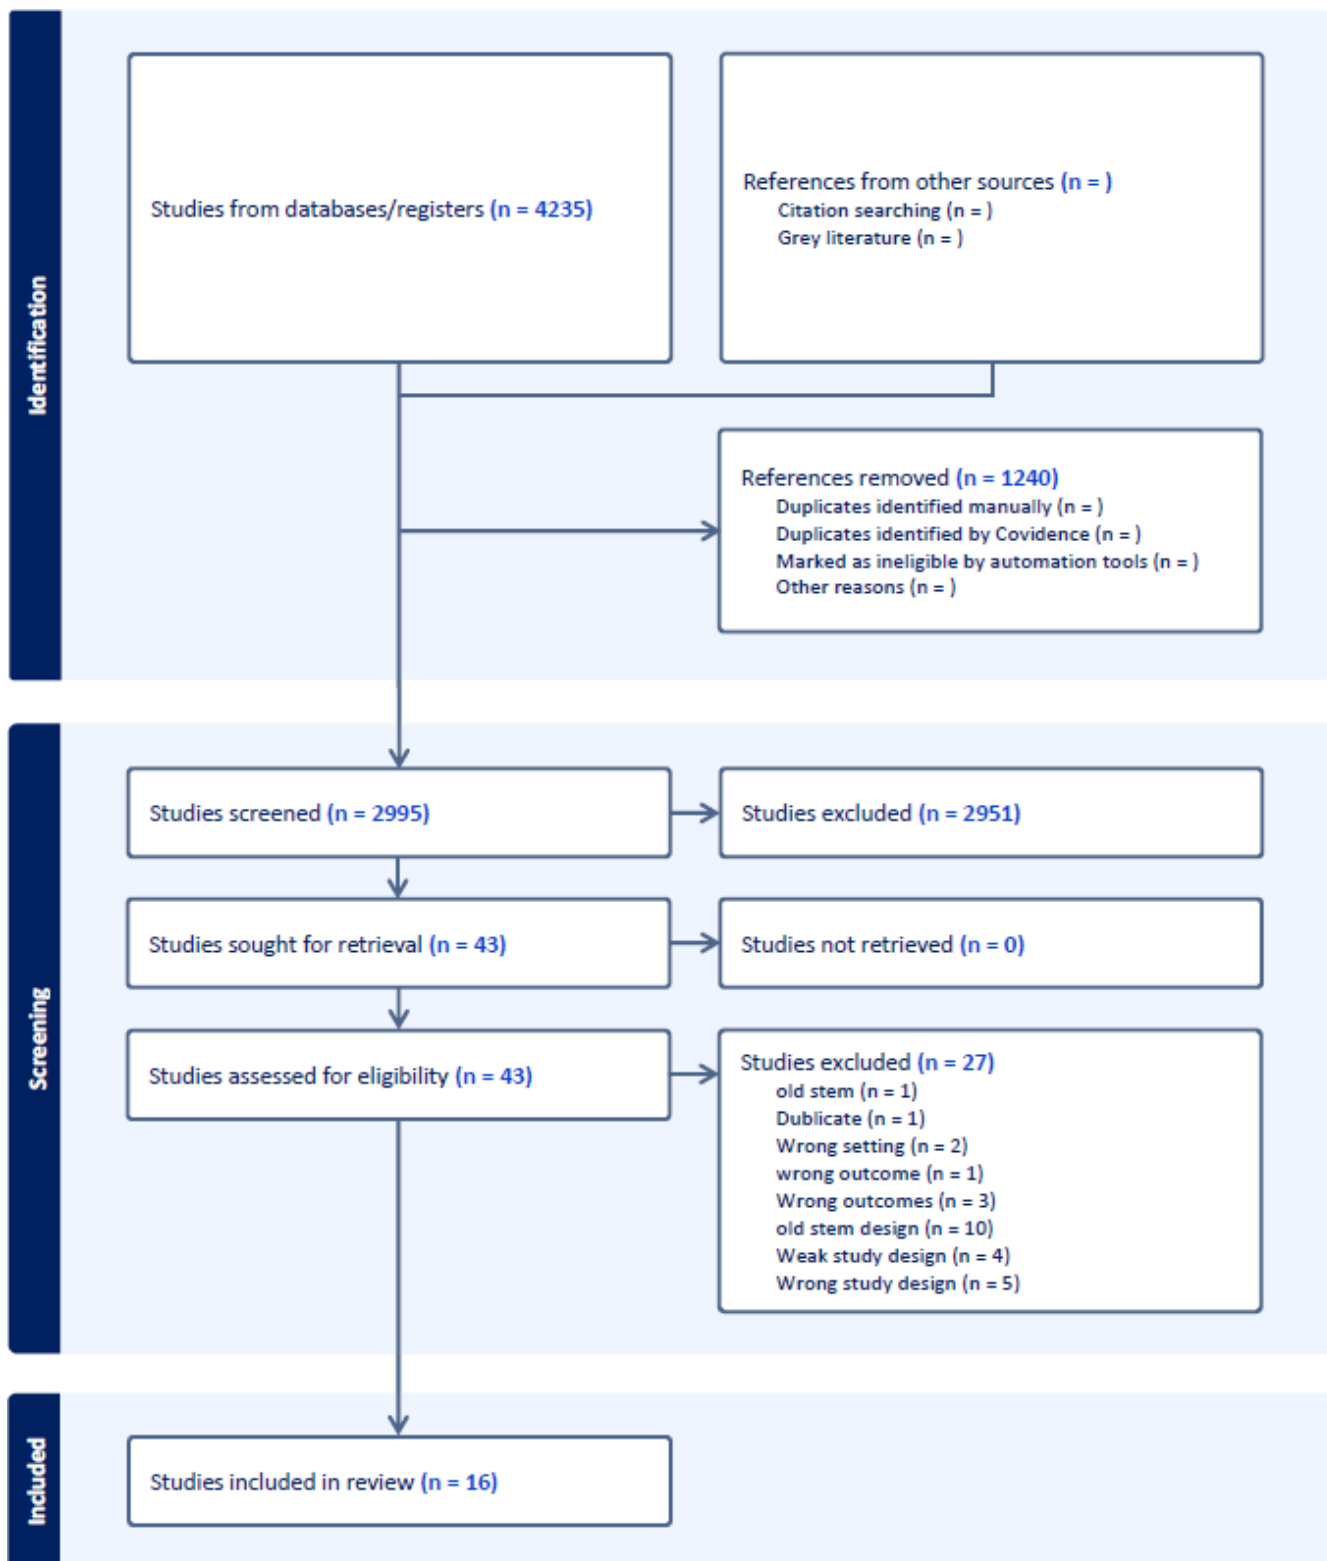 Identification
Studies from databases/registers (n = 4235)
References from other sources (n = )
Citation searching (n = )
Grey literature (n = )
References removed (n = 1240)
Duplicates identified manually (n = )
Duplicates identified by Covidence (n = )
Marked as ineligible by automation tools (n = )
Other reasons (n = )
Screening
Studies screened (n = 2995)
Studies excluded (n = 2951)
Studies sought for retrieval (n = 43)
Studies not retrieved (n = 0)
Studies assessed for eligibility (n = 43)
Studies excluded (n = 27)
old stem (n = 1)
Dublicate (n = 1)
Wrong setting (n = 2)
wrong outcome (n = 1)
Wrong outcomes (n = 3)
old stem design (n = 10)
Weak study design (n = 4)
Wrong study design (n = 5)
Included
Studies included in review (n = 16)